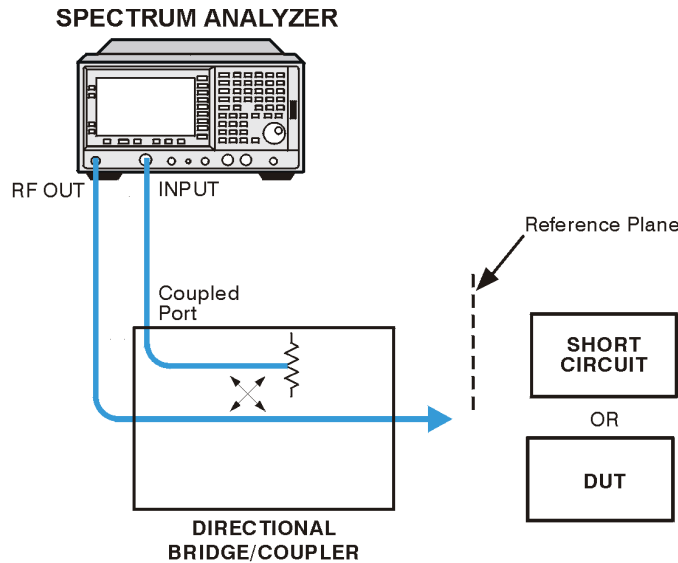 SPECTRUM ANALYZER
RF OUT
INPUT
Reference Plane
Coupled
Port
SHORT
CIRCUIT
OR
DUT
DIRECTIONAL
BRIDGE/COUPLER